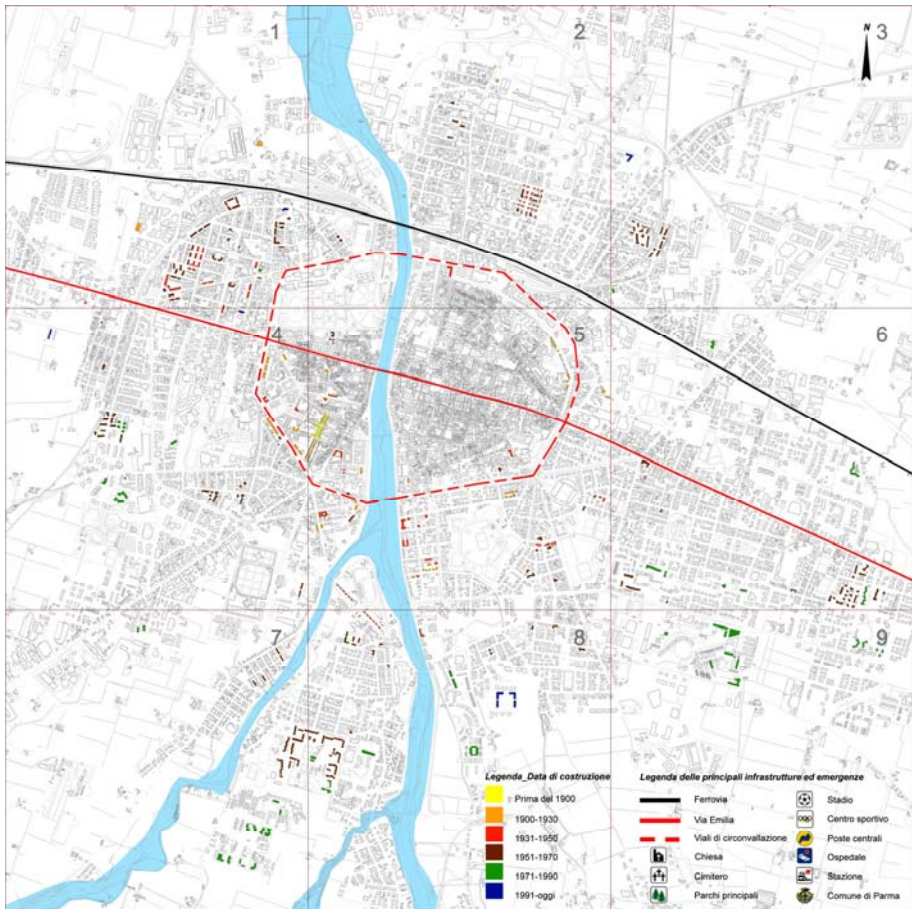 1
2
3
N
4
5
6
7
8
9
Legenda_Data di costruzione
Prima del 1900
1900-1930
1931-1950
1951-1970
1971-1990
1991-oggi
Legenda delle principali infrastrutture ed emergenze
Ferrovia
Via Emilia
Viali di circonvallazione
Chiesa
Cimitero
Parchi principali
Stadio
Centro sportivo
Poste centrali
Ospedale
Stazione
Comune di Parma